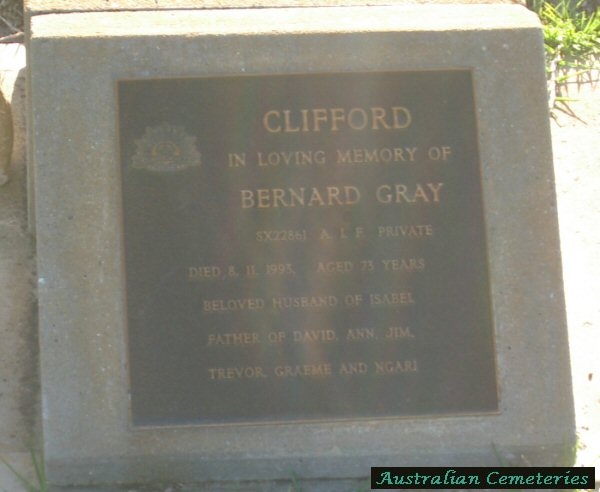 CLIFFORD
IN LOVING MEMORY OF
BERNARD GRAY
SX22861 A. I. F. PRIVATE
DIED 8. 11. 1995. AGED 73 YEARS
BELOVED HUSBAND OF ISABEL
FATHER OF DAVID, ANN, JIM,
TREVOR, GRAEME AND NGARI
Australian Cemeteries